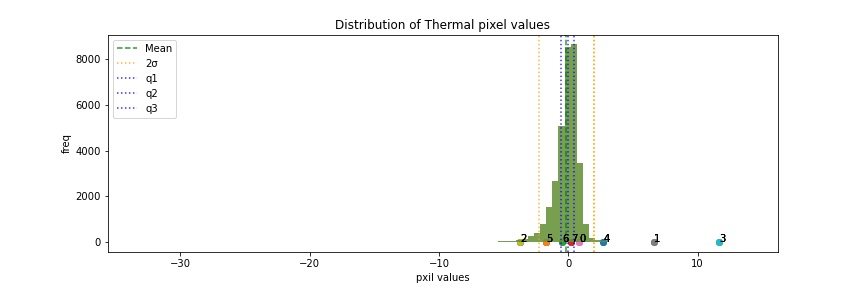 Distribution of Thermal pixel values
Mean
2σ
q1
q2
q3
freq
8000
6000
4000
2000
0
2 5 6 7 0 4 1 3
−30 −20 −10 0 10
pxil values